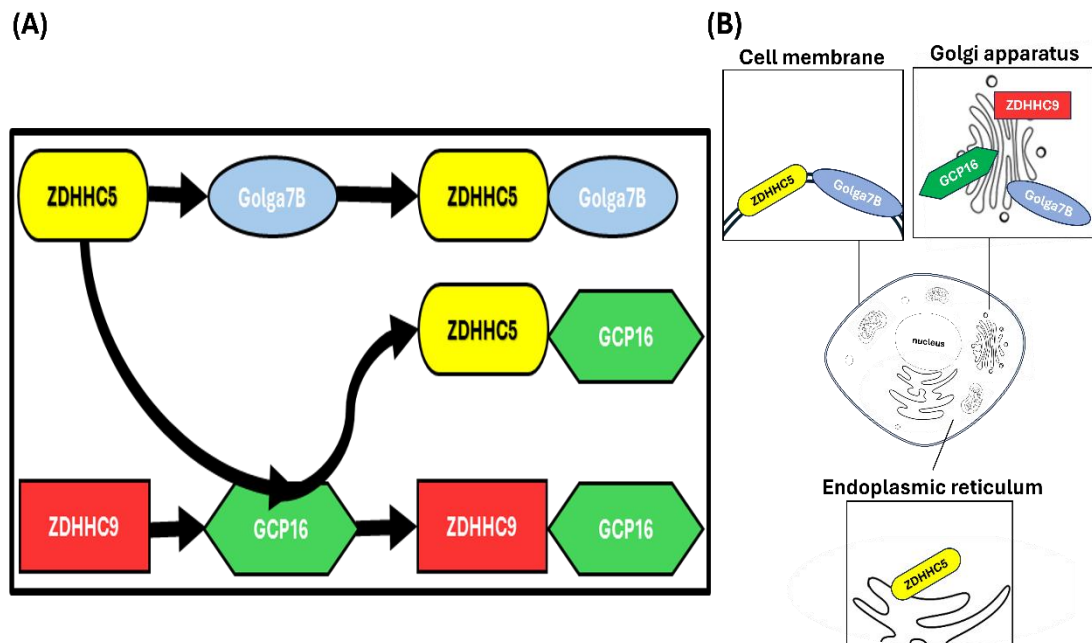 (A)
ZDHHC5
Golga7B
ZDHHC5
Golga7B
ZDHHC5
GCP16
ZDHHC9
GCP16
ZDHHC9
GCP16
(B)
Cell membrane
Golgi apparatus
ZDHHC5
Golga7B
ZDHHC9
GCP16
Golga7B
nucleus
Endoplasmic reticulum
ZDHHC5